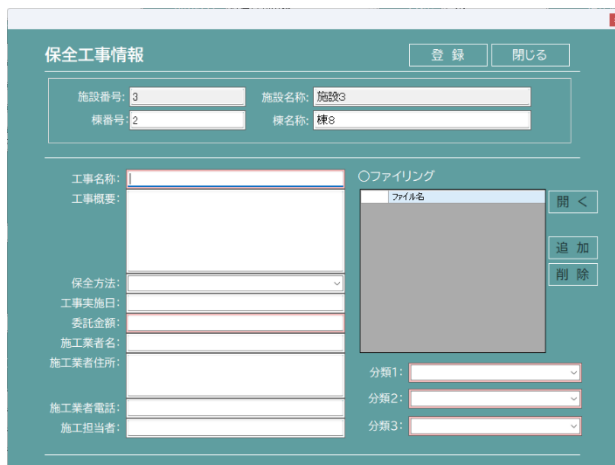 保全工事情報
登 録
閉じる
施設番号: 3
施設名称: 施設3
棟番号: 2
棟名称: 棟8
工事名称:
工事概要:
保全方法:
工事実施日:
委託金額:
施工業者名:
施工業者住所:
施工業者電話:
施工担当者:
〇ファイリング
ファイル名
開 く
追 加
削 除
分類1:
分類2:
分類3: